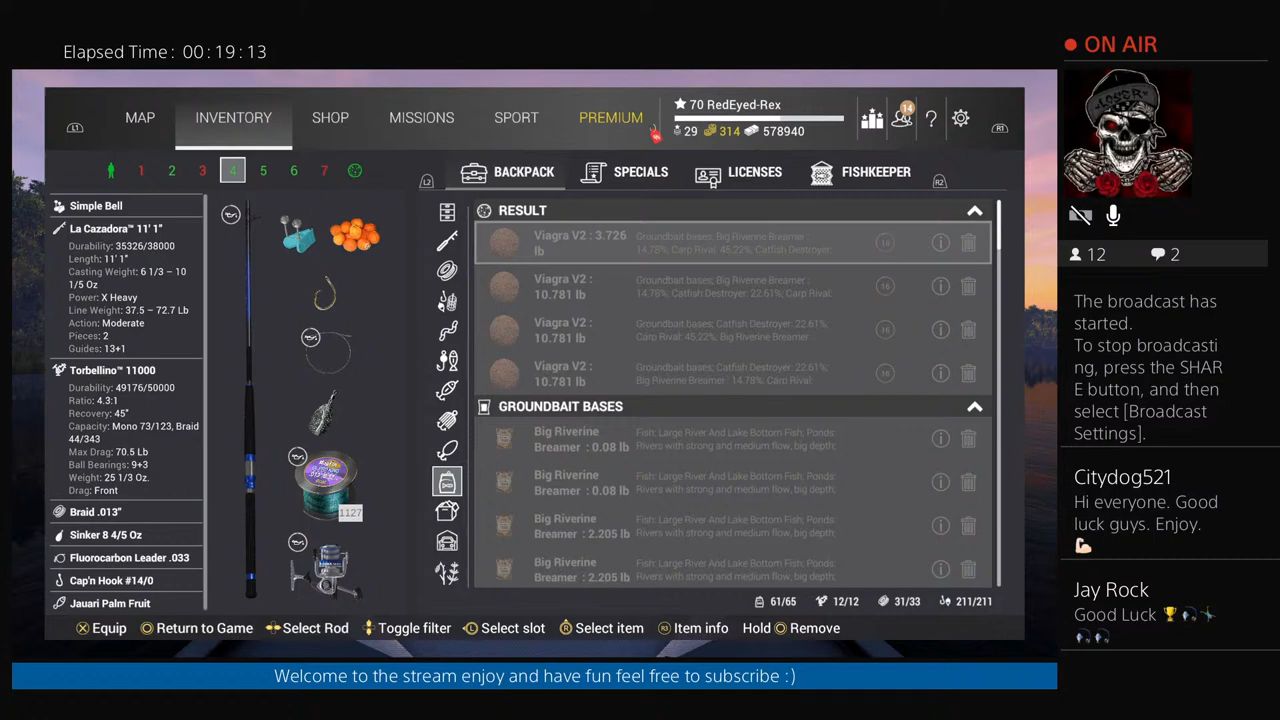 Elapsed Time: 00:19:13
ON AIR
MAP
INVENTORY
SHOP
MISSIONS
SPORT
PREMIUM
70 RedEyed-Rex
29 314 578940
14
?
L1
R1
1 2 3 4 5 6 7
L2
BACKPACK
SPECIALS
LICENSES
FISHKEEPER
R2
Simple Bell
La Cazadora™ 11' 1"
Durability: 35326/38000
Length: 11' 1"
Casting Weight: 6 1/3 – 10
1/5 Oz
Power: X Heavy
Line Weight: 37.5 – 72.7 Lb
Action: Moderate
Pieces: 2
Guides: 13+1
Torbellino™ 11000
Durability: 49176/50000
Ratio: 4.3:1
Recovery: 45"
Capacity: Mono 73/123, Braid
44/343
Max Drag: 70.5 Lb
Ball Bearings: 9+3
Weight: 25 1/3 Oz.
Drag: Front
Braid .013"
Sinker 8 4/5 Oz
Fluorocarbon Leader .033
Cap'n Hook #14/0
Jauari Palm Fruit
1127
RESULT
Viagra V2 : 3.726
lb
Groundbait bases: Big Riverine Breamer :
14.78%, Carp Rival: 45.22%, Catfish Destroyer:
16
Viagra V2 :
10.781 lb
Groundbait bases: Big Riverine Breamer :
14.78%, Catfish Destroyer: 22.61%, Carp Rival:
16
Viagra V2 :
10.781 lb
Groundbait bases: Catfish Destroyer: 22.61%,
Carp Rival: 45.22%, Big Riverine Breamer
16
Viagra V2 :
10.781 lb
Groundbait bases: Catfish Destroyer: 22.61%,
Big Riverine Breamer : 14.78%, Carp Rival:
16
GROUNDBAIT BASES
Big Riverine
Breamer : 0.08 lb
Fish: Large River And Lake Bottom Fish; Ponds:
Rivers with strong and medium flow, big depth;
Big Riverine
Breamer : 0.08 lb
Fish: Large River And Lake Bottom Fish; Ponds:
Rivers with strong and medium flow, big depth;
Big Riverine
Breamer : 2.205 lb
Fish: Large River And Lake Bottom Fish; Ponds:
Rivers with strong and medium flow, big depth;
Big Riverine
Breamer : 2.205 lb
Fish: Large River And Lake Bottom Fish; Ponds:
Rivers with strong and medium flow, big depth;
61/65 12/12 31/33 211/211
Equip
Return to Game
Select Rod
Toggle filter
L Select slot
R Select item
R3 Item info
Hold Remove
Welcome to the stream enjoy and have fun feel free to subscribe :)
12 2
The broadcast has
started.
To stop broadcasti
ng, press the SHAR
E button, and then
select [Broadcast
Settings].
Citydog521
Hi everyone. Good
luck guys. Enjoy.
Jay Rock
Good Luck